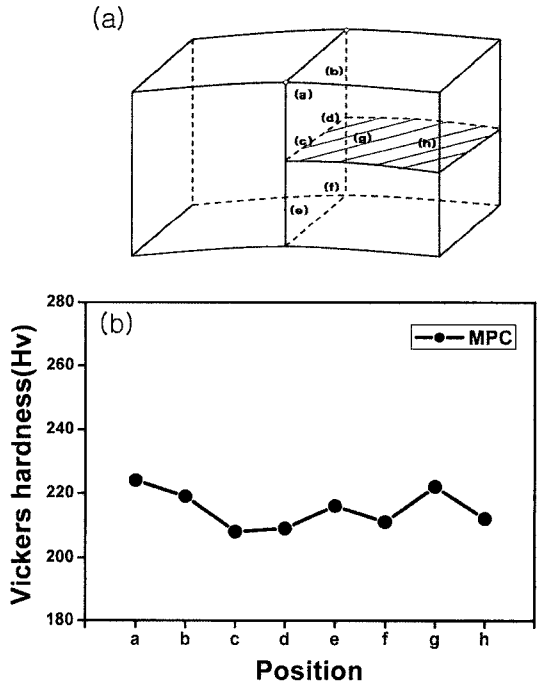 (a)
(b)
(a)
(d)
(c)
(g)
(h)
(f)
(e)
(b)
MPC
Vickers hardness(Hv)
280
260
240
220
200
180
a b c d e f g h
Position